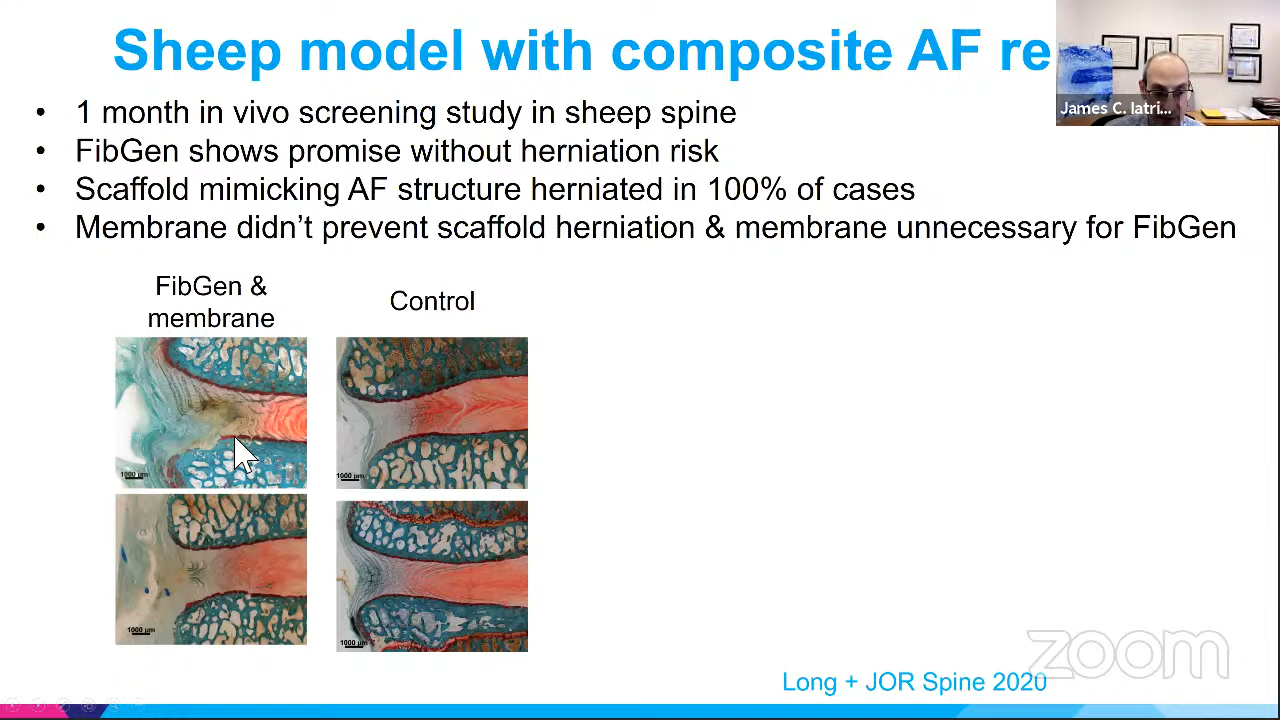 Sheep model with composite AF re
James C. Iatri...
• 1 month in vivo screening study in sheep spine
• FibGen shows promise without herniation risk
• Scaffold mimicking AF structure herniated in 100% of cases
• Membrane didn’t prevent scaffold herniation & membrane unnecessary for FibGen
FibGen &
membrane
Control
1000 µm
1000 µm
1000 µm
1000 µm
zoom
Long + JOR Spine 2020